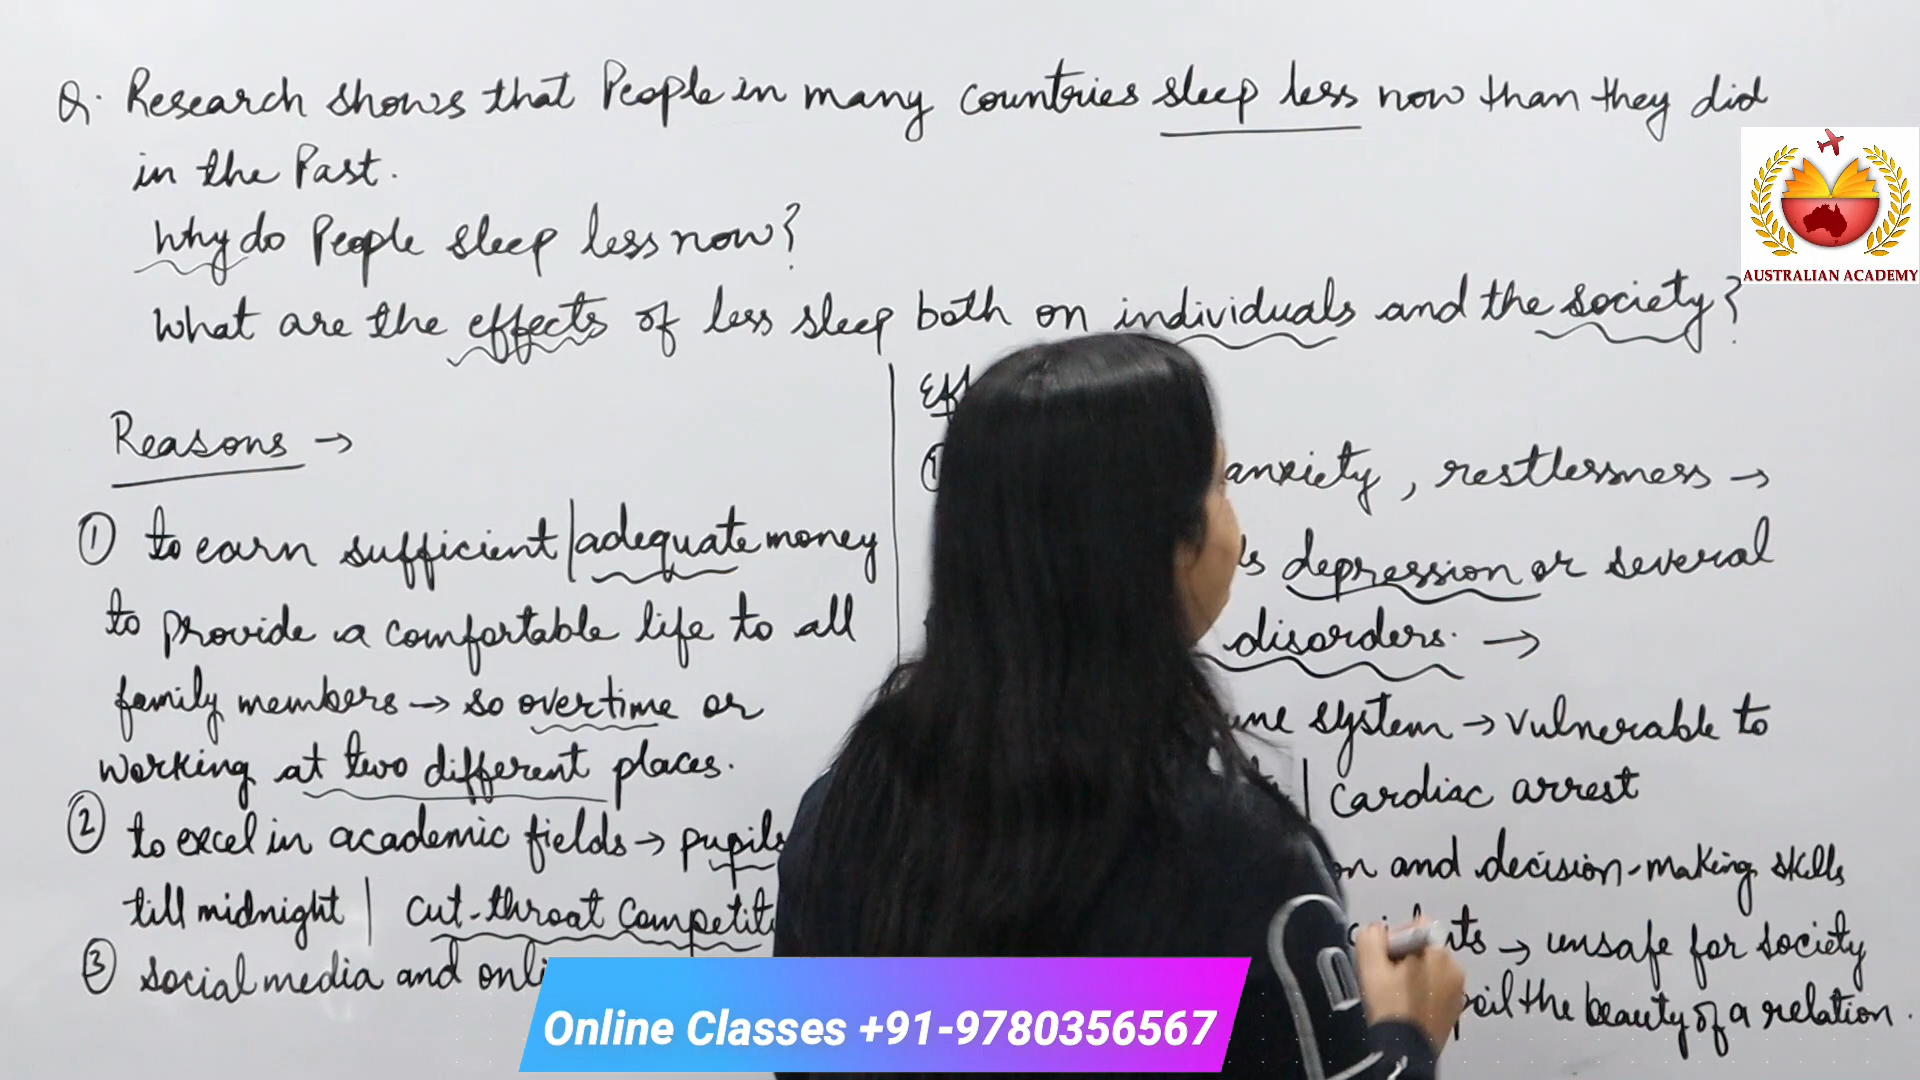 Q. Research shows that People in many countries sleep less now than they did
in the Past.
Why do People sleep less now?
What are the effects of less sleep both on individuals and the society?
AUSTRALIAN ACADEMY
Reasons →
① to earn sufficient | adequate money
to provide a comfortable life to all
family members → so overtime or
working at two different places.
② to excel in academic fields → pupils
till midnight | cut-throat
③ social media and
①
anxiety, restlessness →
depression or several
disorders. →
system → vulnerable to
| cardiac arrest
and decision-making skills
→ unsafe for society
the beauty of a relation.
Online Classes +91-9780356567